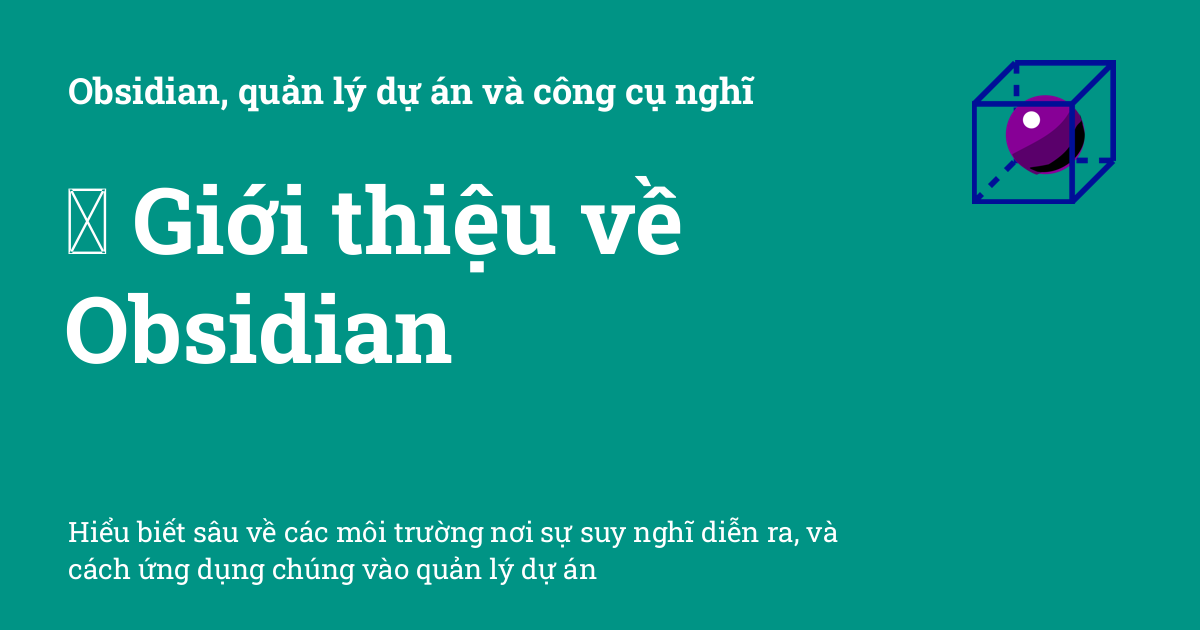 Obsidian, quản lý dự án và công cụ nghĩ
Giới thiệu về
Obsidian
Hiểu biết sâu về các môi trường nơi sự suy nghĩ diễn ra, và
cách ứng dụng chúng vào quản lý dự án